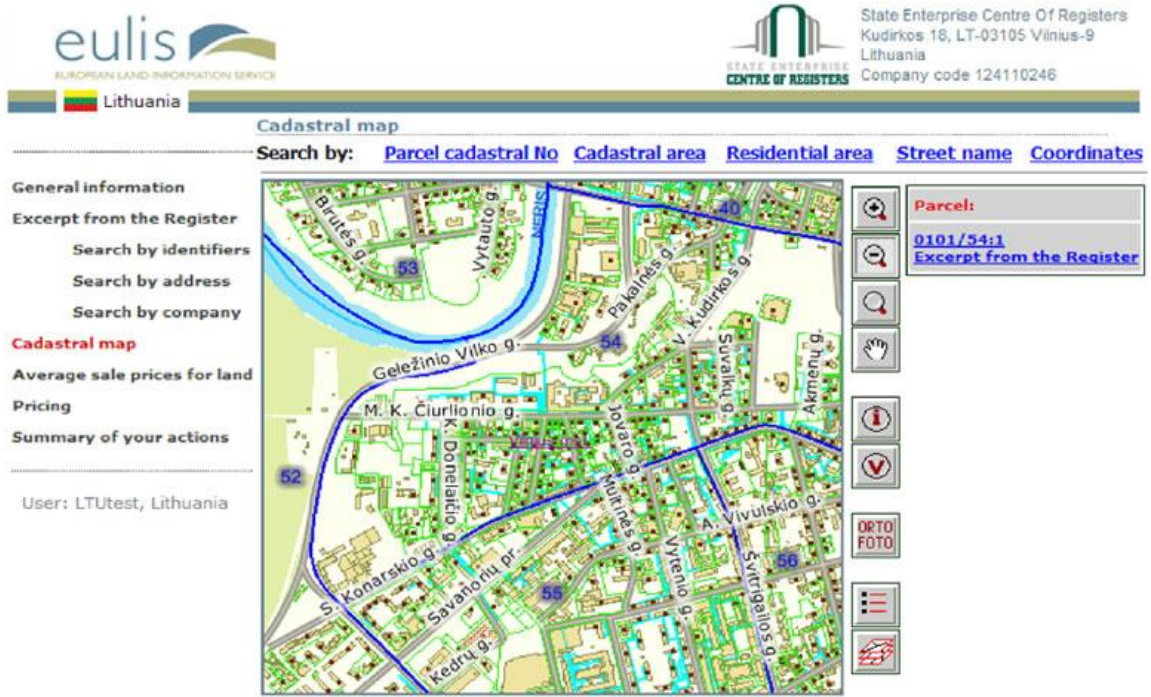 eulis
EUROPEAN LAND INFORMATION SERVICE
STATE ENTERPRISE
CENTRE OF REGISTERS
State Enterprise Centre Of Registers
Kudirkos 18, LT-03105 Vilnius-9
Lithuania
Company code 124110246
Lithuania
Cadastral map
Search by: Parcel cadastral No Cadastral area Residential area Street name Coordinates
General information
Excerpt from the Register
Search by identifiers
Search by address
Search by company
Cadastral map
Average sale prices for land
Pricing
Summary of your actions
User: LTUtest, Lithuania
Birutės g.
Vytauto g.
NERIS
40
53
Pakalnės g.
V. Kudirkos g.
54
Geležinio Vilko g.
Suvalkų g.
Akmenų g.
M. K. Čiurlionio g.
K. Donelaičio g.
Jovaro g.
52
Muitinės g.
A. Vivulskio g.
S. Konarskio g.
Savanorių pr.
Vytenio g.
Švitrigailos g.
56
55
Kedrų g.
Parcel:
0101/54:1
Excerpt from the Register
i
V
ORTO
FOTO